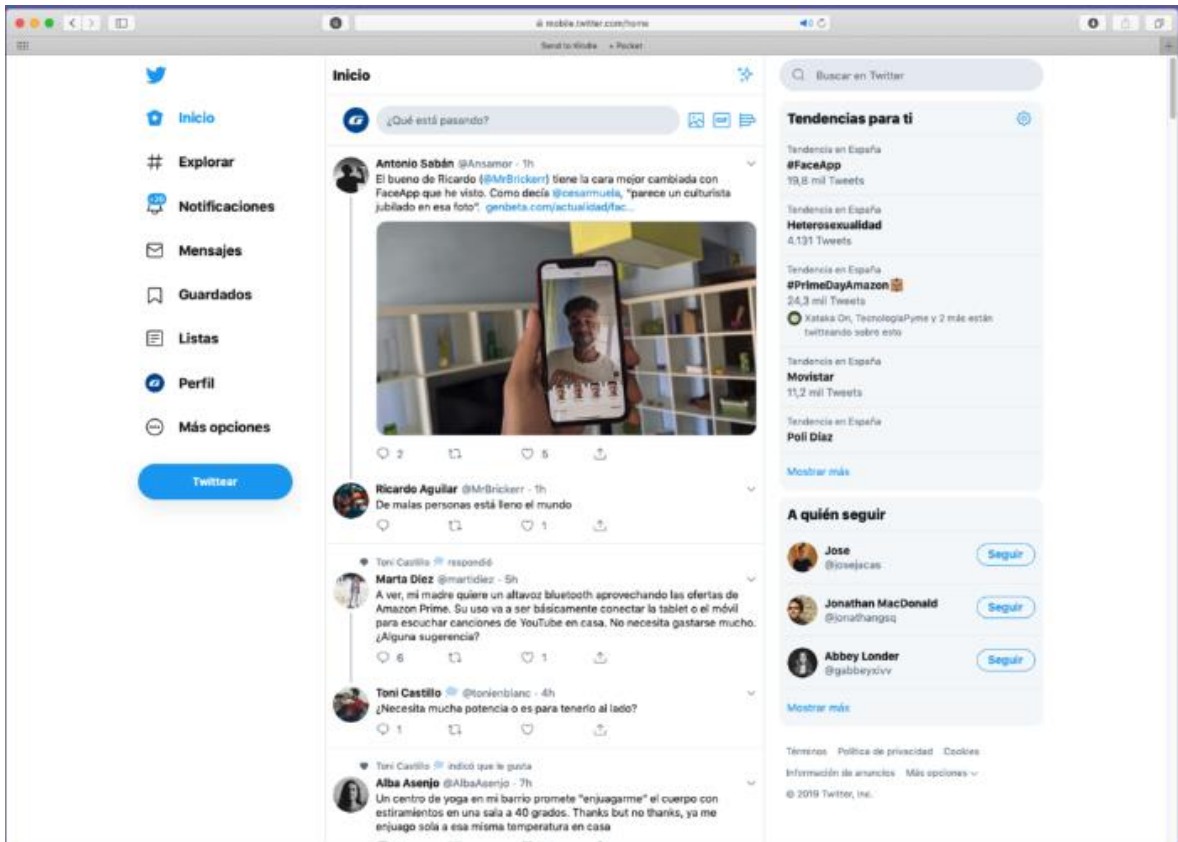 mobile.twitter.com/home
Send to Kindle + Pocket
Inicio
Explorar
Notificaciones
Mensajes
Guardados
Listas
Perfil
Más opciones
Twittear
Inicio
¿Qué está pasando?
GIF
Antonio Sabán @Ansamor · 1h
El bueno de Ricardo (@MrBrickerr) tiene la cara mejor cambiada con
FaceApp que he visto. Como decía @cesarmuela, "parece un culturista
jubilado en esa foto". genbeta.com/actualidad/fac...
2
5
Ricardo Aguilar @MrBrickerr · 1h
De malas personas está lleno el mundo
1
Toni Castillo respondió
Marta Díez @martidiez · 5h
A ver, mi madre quiere un altavoz bluetooth aprovechando las ofertas de
Amazon Prime. Su uso va a ser básicamente conectar la tablet o el móvil
para escuchar canciones de YouTube en casa. No necesita gastarse mucho.
¿Alguna sugerencia?
6
1
Toni Castillo @tonienblanc · 4h
¿Necesita mucha potencia o es para tenerlo al lado?
1
Toni Castillo indicó que le gusta
Alba Asenjo @AlbaAsenjo · 7h
Un centro de yoga en mi barrio promete "enjuagarme" el cuerpo con
estiramientos en una sala a 40 grados. Thanks but no thanks, ya me
enjuago sola a esa misma temperatura en casa
Buscar en Twitter
Tendencias para ti
Tendencia en España
#FaceApp
19,6 mil Tweets
Tendencia en España
Heterosexualidad
4.131 Tweets
Tendencia en España
#PrimeDayAmazon
24,3 mil Tweets
Xataka On, TecnologíaPyme y 2 más están
twitteando sobre esto
Tendencia en España
Movistar
11,2 mil Tweets
Tendencia en España
Poli Díaz
Mostrar más
A quién seguir
Jose
@josejacas
Seguir
Jonathan MacDonald
@jonathangsq
Seguir
Abbey Londer
@gabbeyxivv
Seguir
Mostrar más
Términos Política de privacidad Cookies
Información de anuncios Más opciones
© 2019 Twitter, Inc.